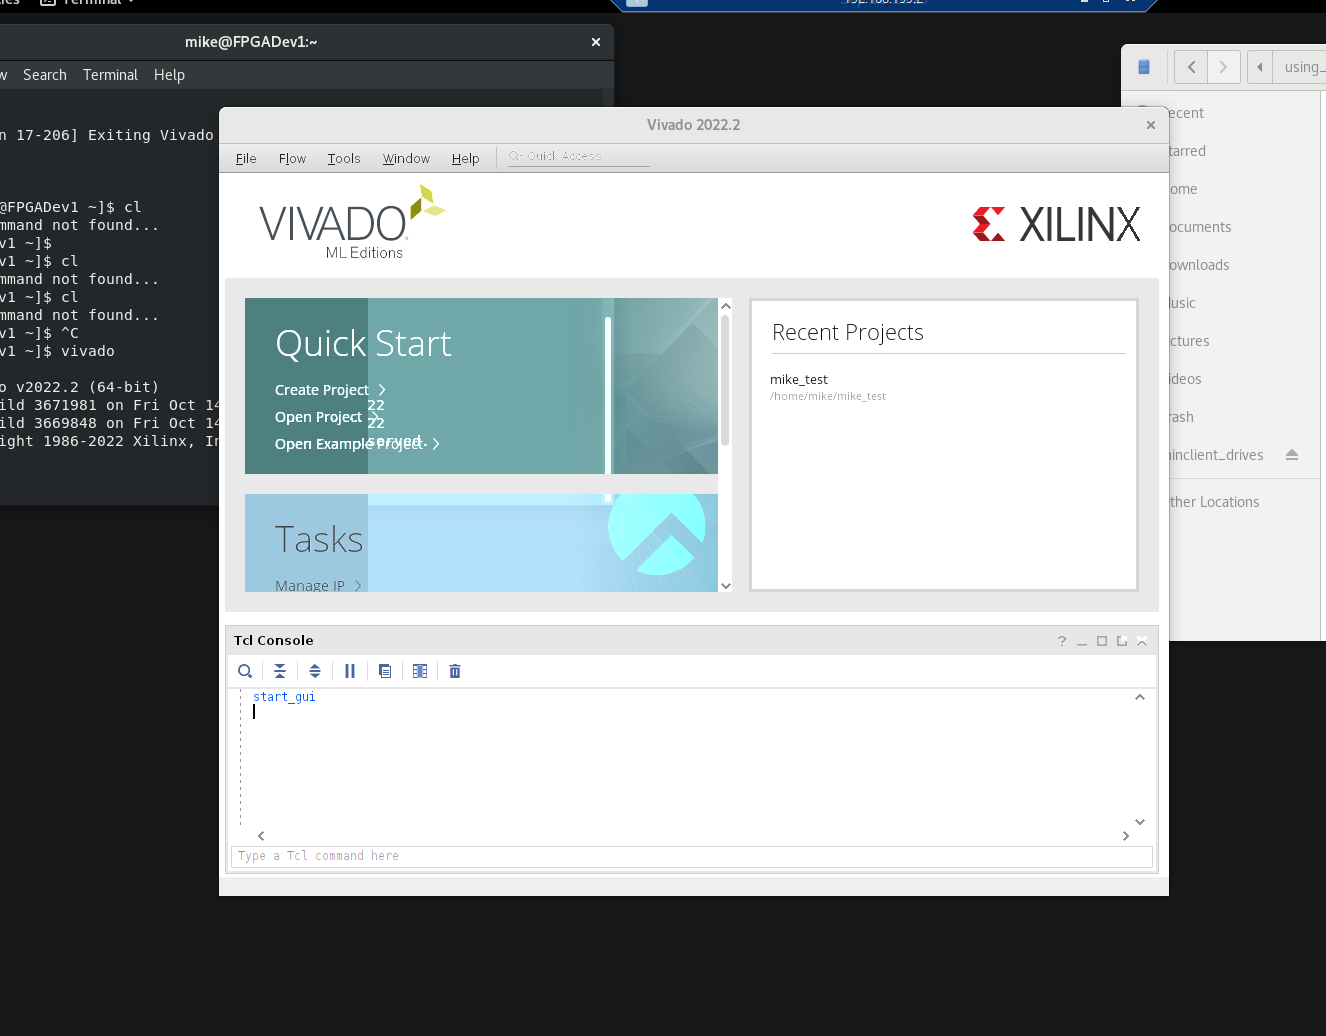 Terminal
192.168.199.2
mike@FPGADev1:~
Search Terminal Help
n 17-206] Exiting Vivado
@FPGADev1 ~]$ cl
mmand not found...
v1 ~]$
v1 ~]$ cl
mmand not found...
v1 ~]$ cl
mmand not found...
v1 ~]$ ^C
v1 ~]$ vivado
o v2022.2 (64-bit)
ild 3671981 on Fri Oct 14
ild 3669848 on Fri Oct 14
ight 1986-2022 Xilinx, In
Vivado 2022.2
File Flow Tools Window Help Quick Access
VIVADO
ML Editions
XILINX
Quick Start
Create Project
22
Open Project
22
Open Example Project
served.
Tasks
Manage IP
Recent Projects
mike_test
/home/mike/mike_test
Tcl Console
start_gui
Type a Tcl command here
using_
ecent
tarred
ome
ocuments
ownloads
usic
ctures
ideos
rash
hinclient_drives
ther Locations